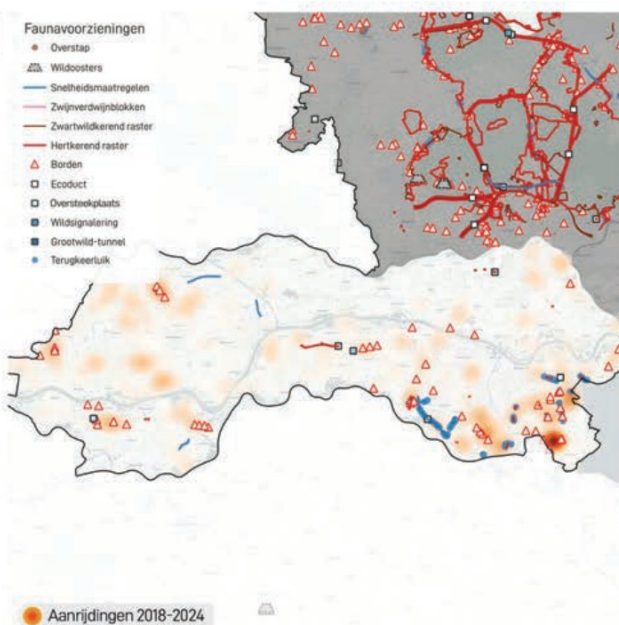 Faunavoorzieningen
Overstap
Wildoosters
Snelheidsmaatregelen
Zwijnverdwijnblokken
Zwartwildkerend raster
Hertkerend raster
Borden
Ecoduct
Oversteekplaats
Wildsignalering
Grootwild-tunnel
Terugkeerluik
Aanrijdingen 2018-2024